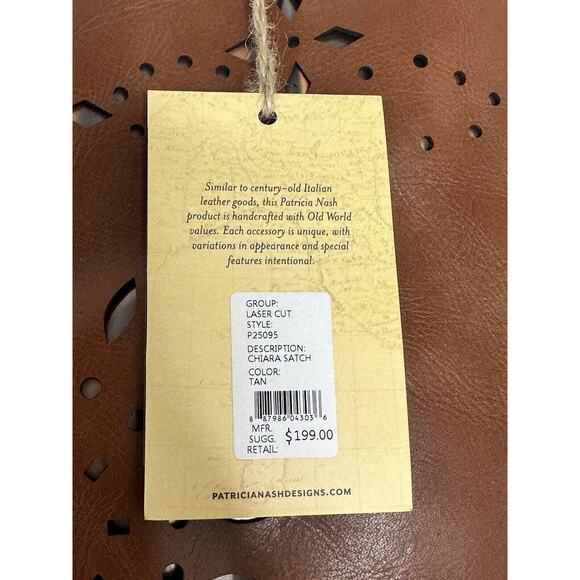 Similar to century-old Italian
leather goods, this Patricia Nash
product is handcrafted with Old World
values. Each accessory is unique, with
variations in appearance and special
features intentional.
GROUP:
LASER CUT
STYLE:
P25095
DESCRIPTION:
CHIARA SATCH
COLOR:
TAN
8 87986 04303 6
MFR.
SUGG. $199.00
RETAIL:
PATRICIANASHDESIGNS.COM